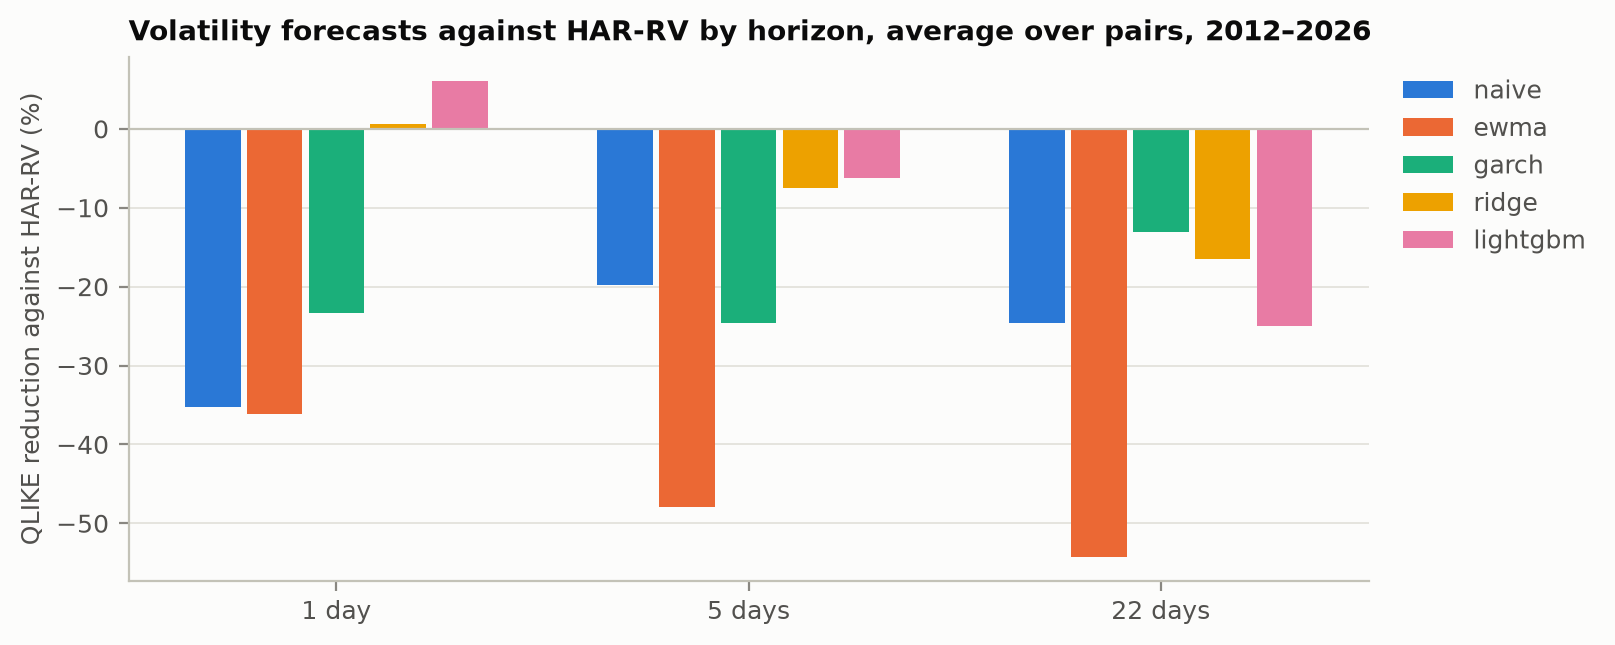 Volatility forecasts against HAR-RV by horizon, average over pairs, 2012–2026
QLIKE reduction against HAR-RV (%)
0
−10
−20
−30
−40
−50
1 day
5 days
22 days
naive
ewma
garch
ridge
lightgbm